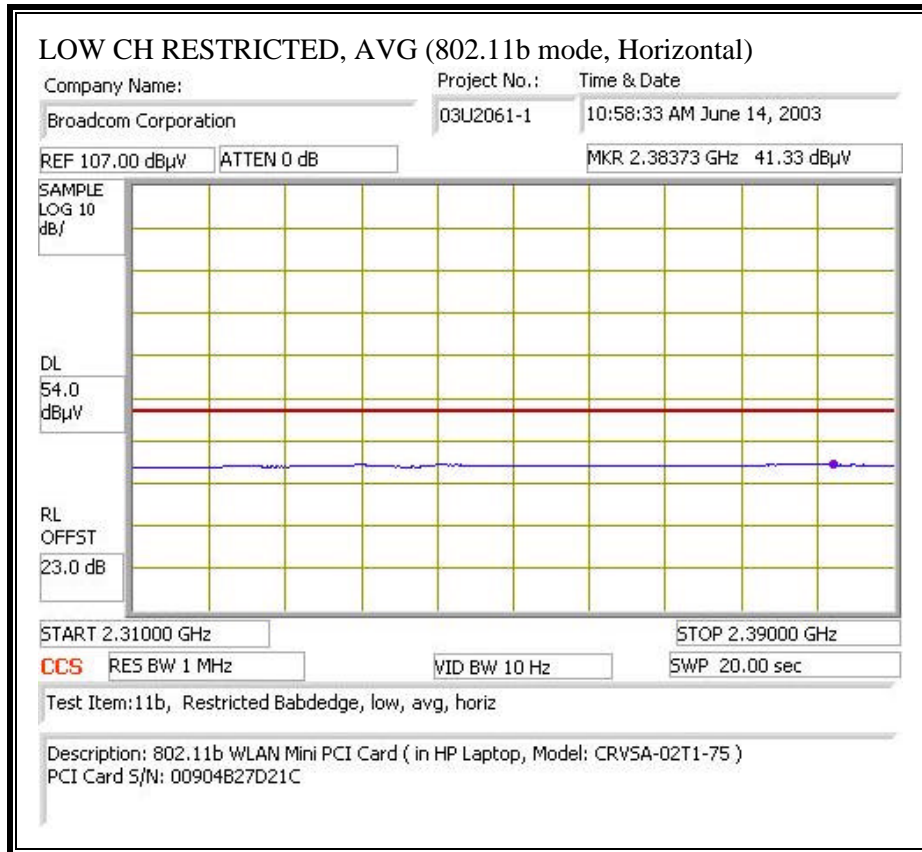 LOW CH RESTRICTED, AVG (802.11b mode, Horizontal)
Company Name:
Project No.:
Time & Date
Broadcom Corporation
03U2061-1
10:58:33 AM June 14, 2003
REF 107.00 dBµV
ATTEN 0 dB
MKR 2.38373 GHz 41.33 dBµV
SAMPLE
LOG 10
dB/
DL
54.0
dBµV
RL
OFFST
23.0 dB
START 2.31000 GHz
STOP 2.39000 GHz
CCS
RES BW 1 MHz
VID BW 10 Hz
SWP 20.00 sec
Test Item:11b, Restricted Babdedge, low, avg, horiz
Description: 802.11b WLAN Mini PCI Card ( in HP Laptop, Model: CRVSA-02T1-75 )
PCI Card S/N: 00904B27D21C